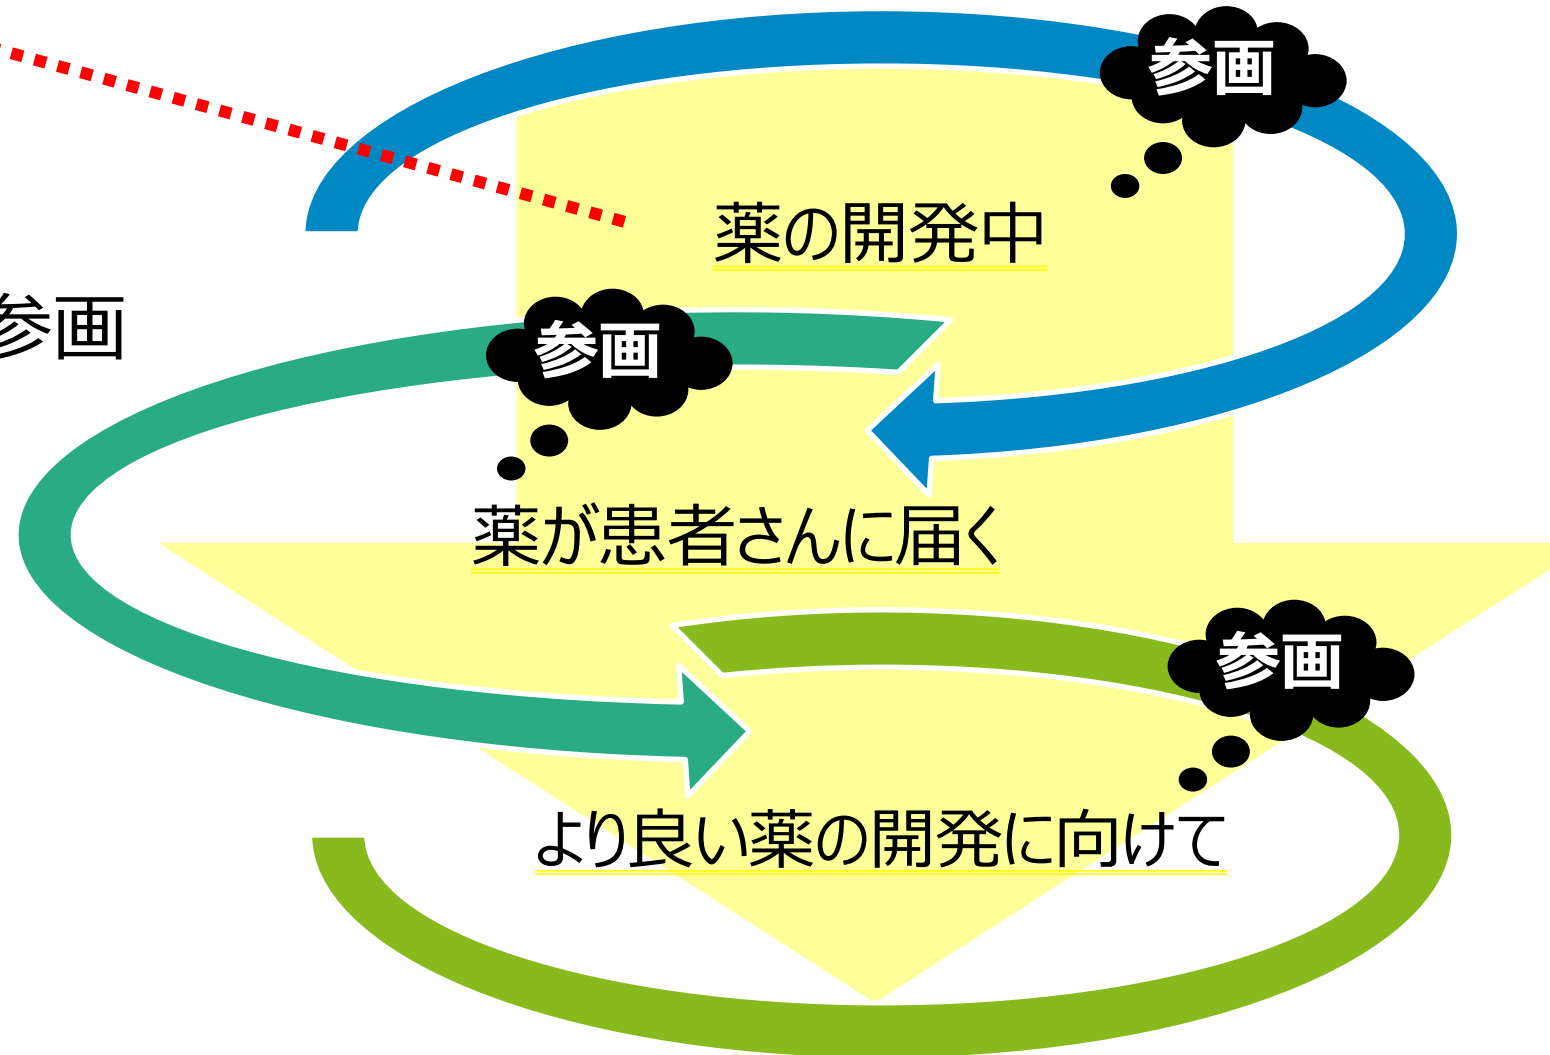 参画
薬の開発中
参画
参画
薬が患者さんに届く
参画
より良い薬の開発に向けて